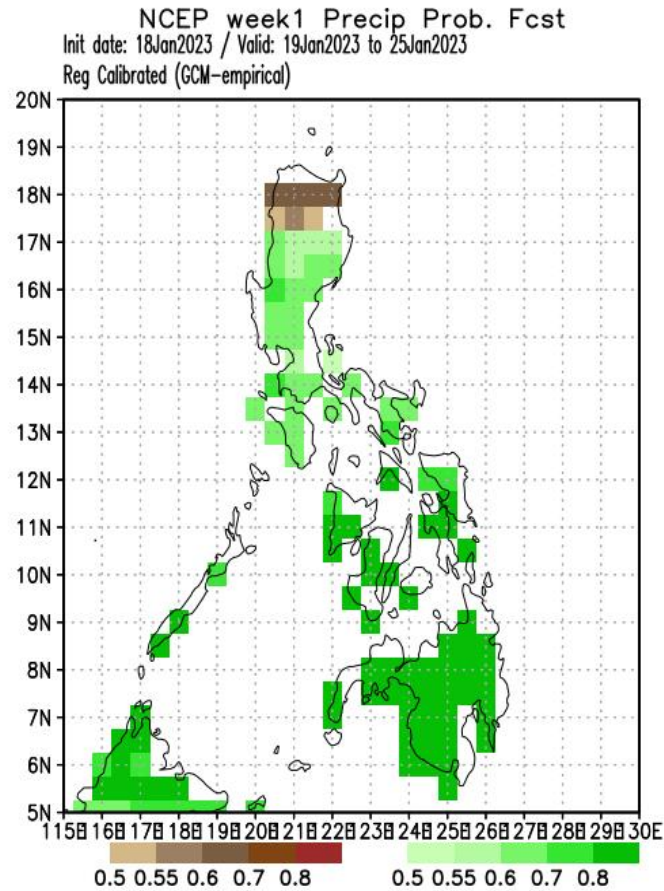 NCEP week1 Precip Prob. Fcst
Init date: 18Jan2023 / Valid: 19Jan2023 to 25Jan2023
Reg Calibrated (GCM-empirical)
20N
19N
18N
17N
16N
15N
14N
13N
12N
11N
10N
9N
8N
7N
6N
5N
115E 116E 117E 118E 119E 120E 121E 122E 123E 124E 125E 126E 127E 128E 129E 130E
0.5 0.55 0.6 0.7 0.8 0.5 0.55 0.6 0.7 0.8